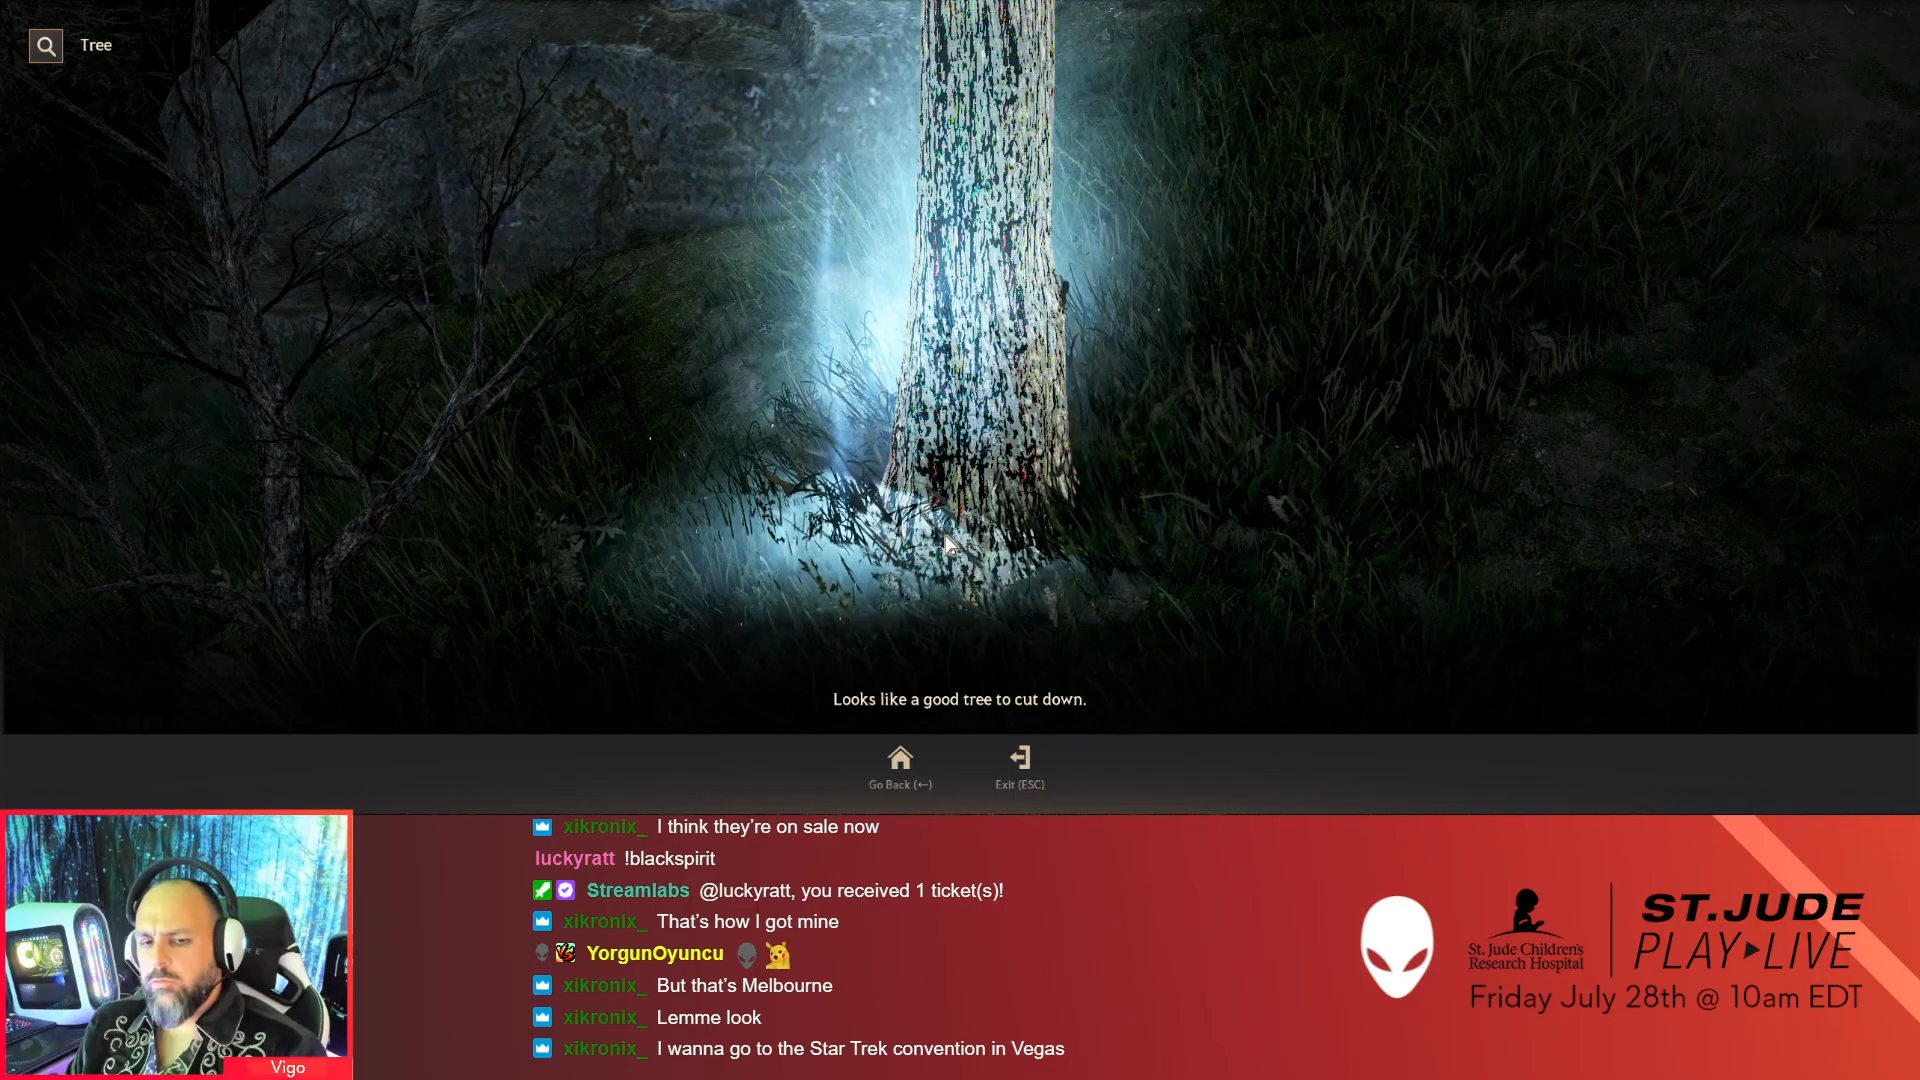 Tree
Looks like a good tree to cut down.
Go Back (←)
Exit (ESC)
xikronix_ I think they're on sale now
luckyratt !blackspirit
Streamlabs @luckyratt, you received 1 ticket(s)!
xikronix_ That's how I got mine
YorgunOyuncu
xikronix_ But that's Melbourne
xikronix_ Lemme look
xikronix_ I wanna go to the Star Trek convention in Vegas
Vigo
St. Jude Children's
Research Hospital
ST.JUDE
PLAY LIVE
Friday July 28th @ 10am EDT